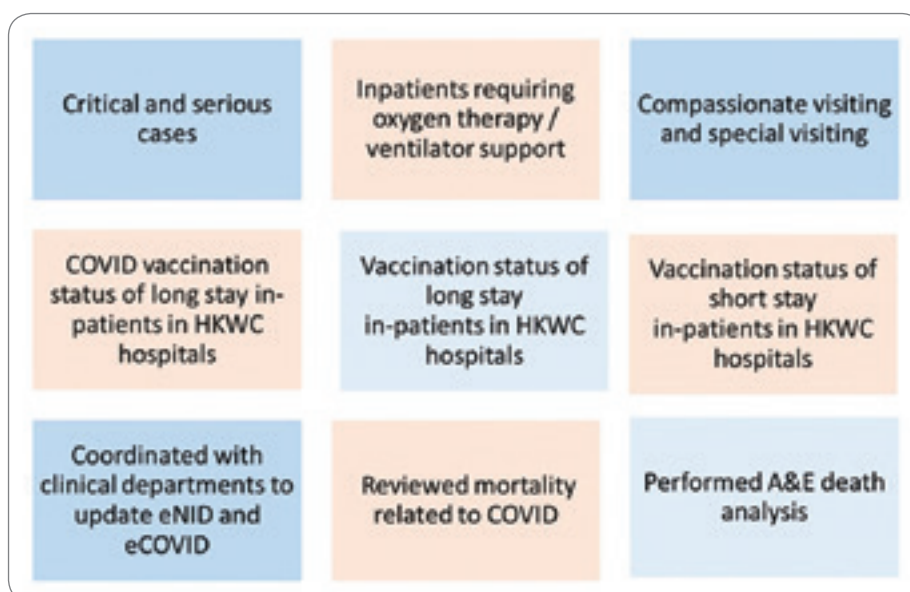 Critical and serious
cases
Inpatients requiring
oxygen therapy /
ventilator support
Compassionate visiting
and special visiting
COVID vaccination
status of long stay in-
patients in HKWC
hospitals
Vaccination status of
long stay
in-patients in HKWC
hospitals
Vaccination status of
short stay
in-patients in HKWC
hospitals
Coordinated with
clinical departments to
update eNID and
eCOVID
Reviewed mortality
related to COVID
Performed A&E death
analysis